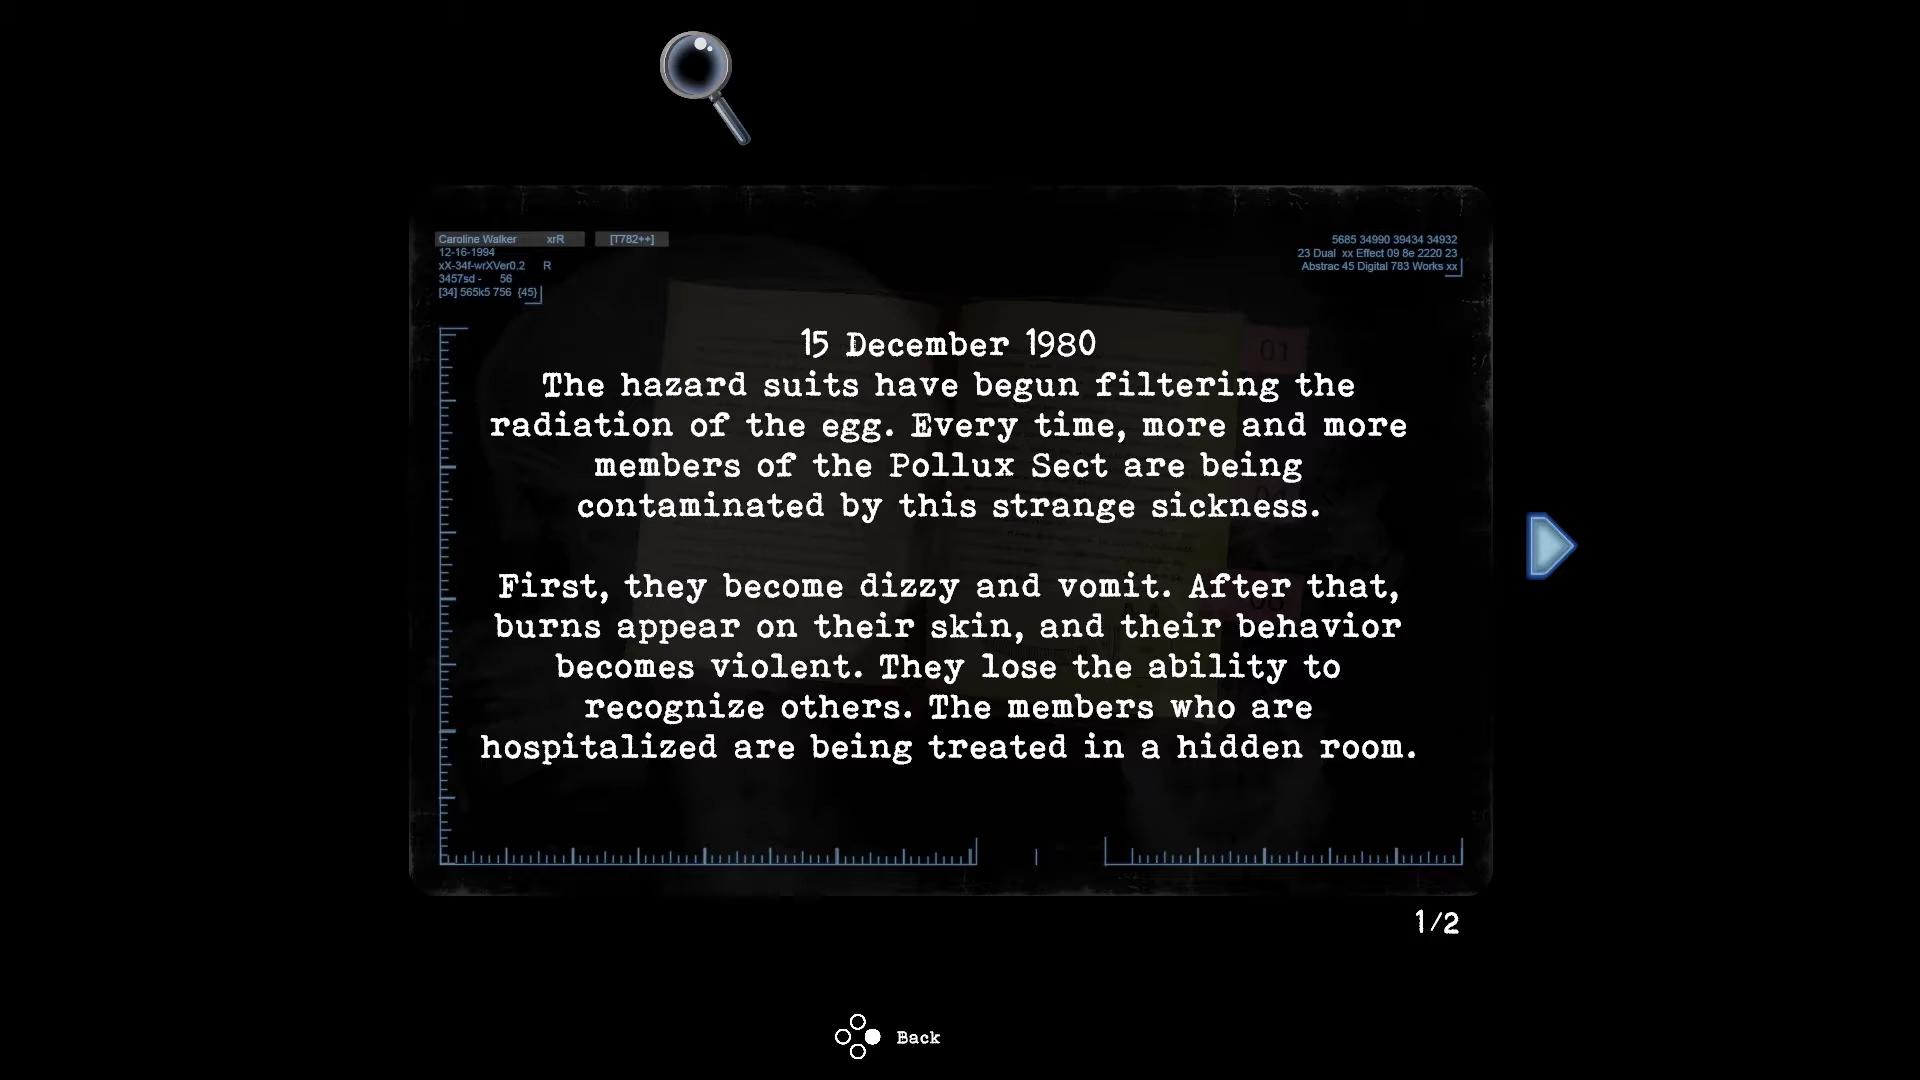 Caroline Walker xrR [T782++]
12-16-1994
xX-34f-wrXVer0.2 R
3457sd - 56
[34] 565k5 756 {45}
5685 34990 39434 34932
23 Dual xx Effect 09 8e 2220 23
Abstrac 45 Digital 783 Works xx
15 December 1980
The hazard suits have begun filtering the
radiation of the egg. Every time, more and more
members of the Pollux Sect are being
contaminated by this strange sickness.
First, they become dizzy and vomit. After that,
burns appear on their skin, and their behavior
becomes violent. They lose the ability to
recognize others. The members who are
hospitalized are being treated in a hidden room.
01
1/2
Back